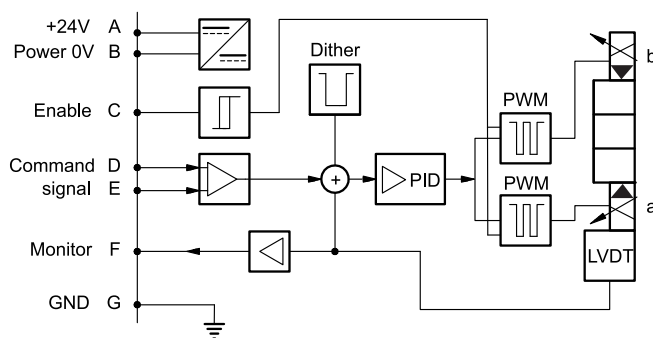 +24V A
Power 0V B
Dither
b
Enable C
PWM
Command D
signal E
PID
PWM
a
Monitor F
LVDT
GND G